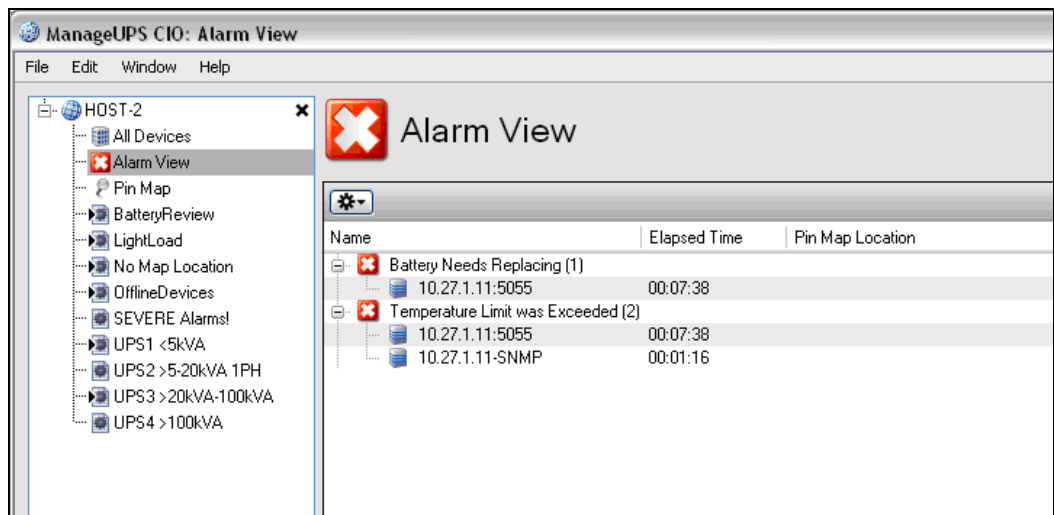 ManageUPS CIO: Alarm View
File Edit Window Help
HOST-2
All Devices
Alarm View
Pin Map
BatteryReview
LightLoad
No Map Location
OfflineDevices
SEVERE Alarms!
UPS1 <5kVA
UPS2 >5-20kVA 1PH
UPS3 >20kVA-100kVA
UPS4 >100kVA
Alarm View
Name Elapsed Time Pin Map Location
Battery Needs Replacing (1)
10.27.1.11:5055 00:07:38
Temperature Limit was Exceeded (2)
10.27.1.11:5055 00:07:38
10.27.1.11-SNMP 00:01:16